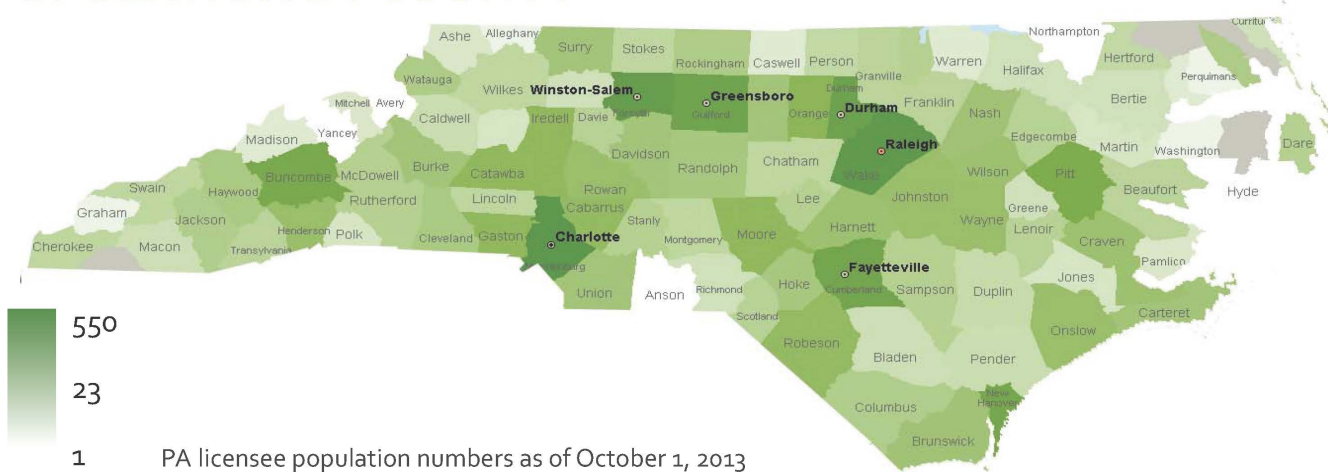 Ashe
Alleghany
Northampton
Surry
Stokes
Rockingham
Caswell
Person
Granville
Warren
Halifax
Hertford
Perquimans
Watauga
Wilkes
Winston-Salem
Greensboro
Guilford
Durham
Orange
Durham
Franklin
Nash
Bertie
Mitchell
Avery
Caldwell
Iredell
Davie
Edgecombe
Martin
Washington
Dare
Madison
Yancey
Raleigh
Wake
Buncombe
McDowell
Burke
Catawba
Davidson
Randolph
Chatham
Wilson
Pitt
Beaufort
Hyde
Swain
Haywood
Rutherford
Lincoln
Rowan
Cabarrus
Lee
Johnston
Greene
Graham
Jackson
Stanly
Wayne
Lenoir
Cherokee
Macon
Transylvania
Henderson
Polk
Cleveland
Gaston
Charlotte
Montgomery
Moore
Harnett
Craven
Pamlico
Fayetteville
Cumberland
Sampson
Duplin
Jones
Union
Anson
Richmond
Hoke
Scotland
Carteret
Onslow
Robeson
Bladen
Pender
New
Hanover
Columbus
Brunswick
550
23
1
PA licensee population numbers as of October 1, 2013